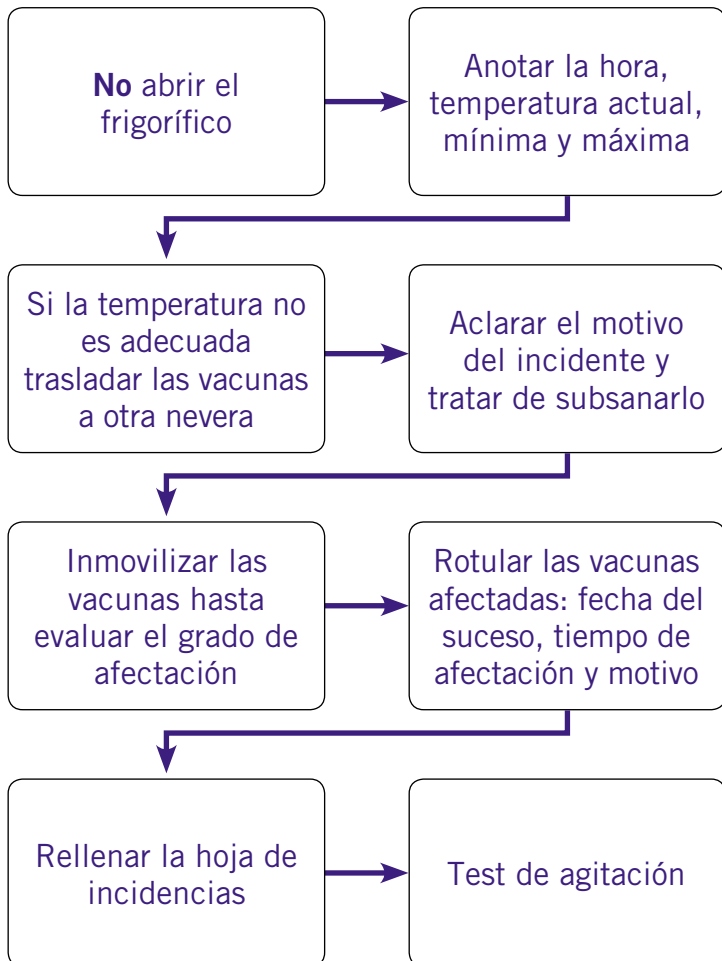 No abrir el
frigorífico
Anotar la hora,
temperatura actual,
mínima y máxima
Si la temperatura no
es adecuada
trasladar las vacunas
a otra nevera
Aclarar el motivo
del incidente y
tratar de subsanarlo
Inmovilizar las
vacunas hasta
evaluar el grado de
afectación
Rotular las vacunas
afectadas: fecha del
suceso, tiempo de
afectación y motivo
Rellenar la hoja de
incidencias
Test de agitación